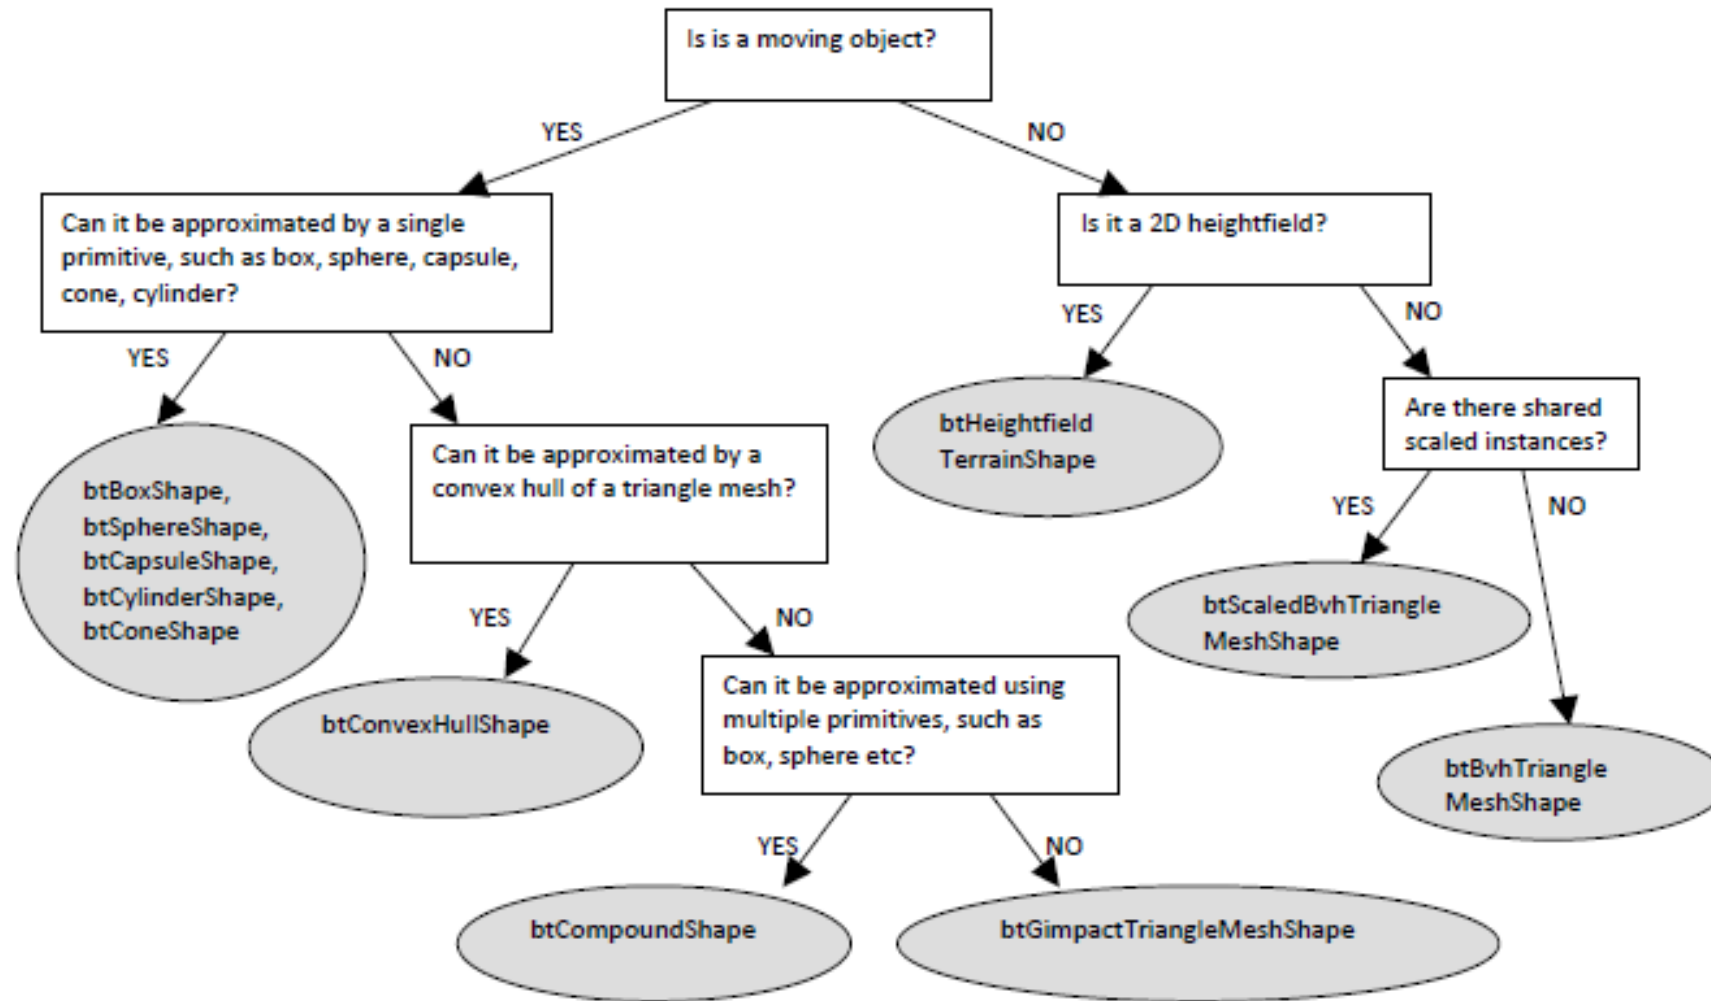 Is is a moving object?
YES
NO
Can it be approximated by a single
primitive, such as box, sphere, capsule,
cone, cylinder?
Is it a 2D heightfield?
YES
NO
YES
NO
btBoxShape,
btSphereShape,
btCapsuleShape,
btCylinderShape,
btConeShape
Can it be approximated by a
convex hull of a triangle mesh?
btHeightfield
TerrainShape
Are there shared
scaled instances?
YES
NO
YES
NO
btConvexHullShape
Can it be approximated using
multiple primitives, such as
box, sphere etc?
btScaledBvhTriangle
MeshShape
btBvhTriangle
MeshShape
YES
NO
btCompoundShape
btGimpactTriangleMeshShape